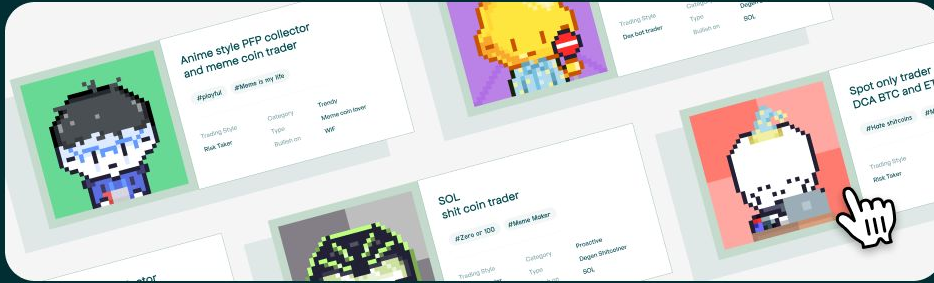 Anime style PFP collector
and meme coin trader
#playful #Meme is my life
Trading Style Category Trendy
Risk Taker Type Meme coin lover
Bullish on WIF
Trading Style Category Degen
Dex bot trader Type SOL
Bullish on
Spot only trader
DCA BTC and ET
#Hate shitcoins #M
Trading Style
Risk Taker
SOL
shit coin trader
#Zero or 100 #Meme Maker
Trading Style Category Proactive
Type Degen Shitcoiner
SOL